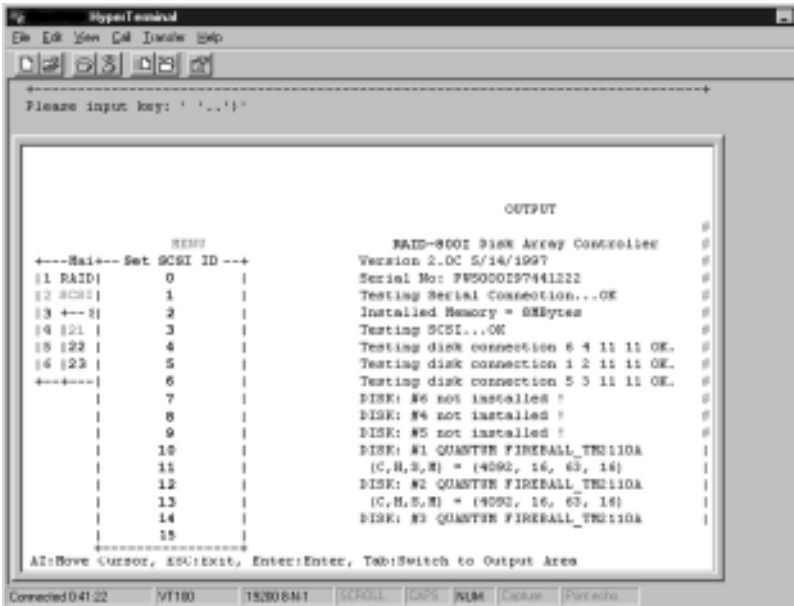 HyperTerminal
File Edit View Call Transfer Help
Please input key: ' '..'}'
OUTPUT
MENU
RAID-800I Disk Array Controller
+---Mai+-- Set SCSI ID --+
Version 2.0C 5/14/1997
|1 RAID| 0 |
Serial No:
|2 SCSI| 1 |
Testing Serial Connection...OK
|3 +-- S| 2 |
Installed Memory = 8MBytes
|4 |21 | 3 |
Testing SCSI...OK
|5 |22 | 4 |
Testing disk connection 6 4 11 11 OK.
|6 |23 | 5 |
Testing disk connection 1 2 11 11 OK.
+--+---| 6 |
Testing disk connection 5 3 11 11 OK.
| 7 |
DISK: #6 not installed !
| 8 |
DISK: #4 not installed !
| 9 |
DISK: #5 not installed !
| 10 |
DISK: #1 QUANTUM FIREBALL_TM2110A
| 11 |
(C,H,S,M) = (4092, 16, 63, 16)
| 12 |
DISK: #2 QUANTUM FIREBALL_TM2110A
| 13 |
(C,H,S,M) = (4092, 16, 63, 16)
| 14 |
DISK: #3 QUANTUM FIREBALL_TM2110A
| 15 |
AZ:Move Cursor, ESC:Exit, Enter:Enter, Tab:Switch to Output Area
Connected 0:41:22 VT100 19200 8-N-1 SCROLL CAPS NUM Capture Print echo